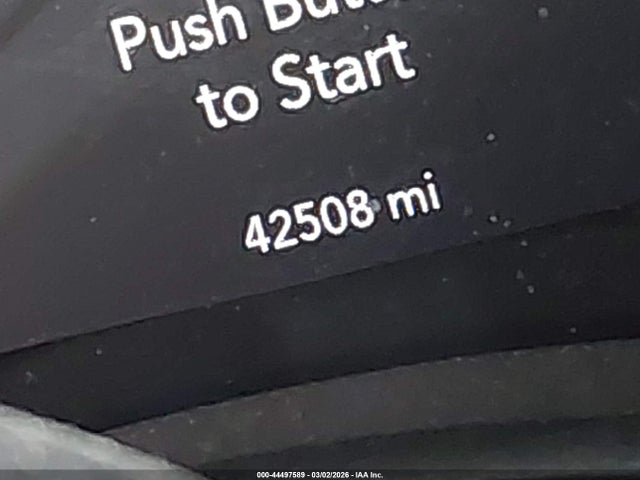 Push
to Start
42508 mi
000-44497589 - 03/02/2026 - IAA Inc.